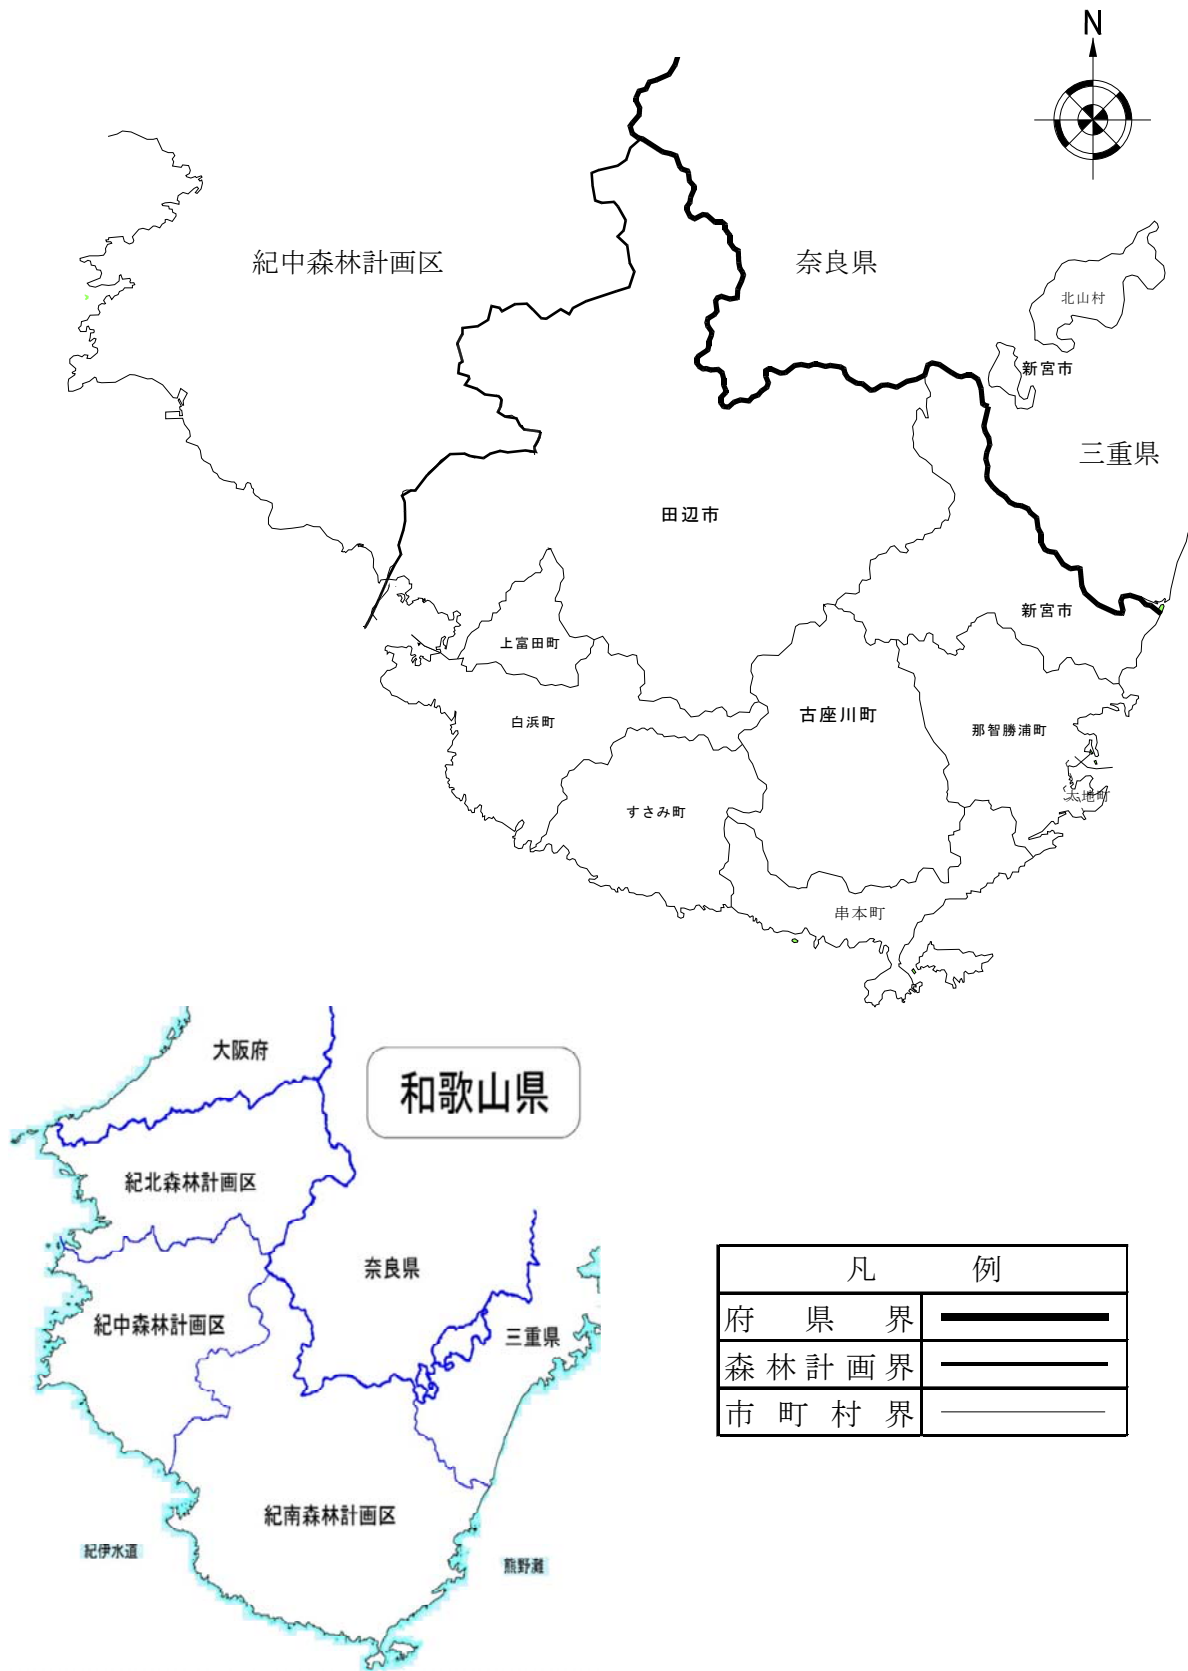 N
紀中森林計画区
奈良県
北山村
新宮市
三重県
田辺市
新宮市
上富田町
白浜町
古座川町
那智勝浦町
太地町
すさみ町
串本町
大阪府
和歌山県
紀北森林計画区
奈良県
紀中森林計画区
三重県
紀南森林計画区
紀伊水道
熊野灘
凡 例
府 県 界
森林計画界
市 町 村 界